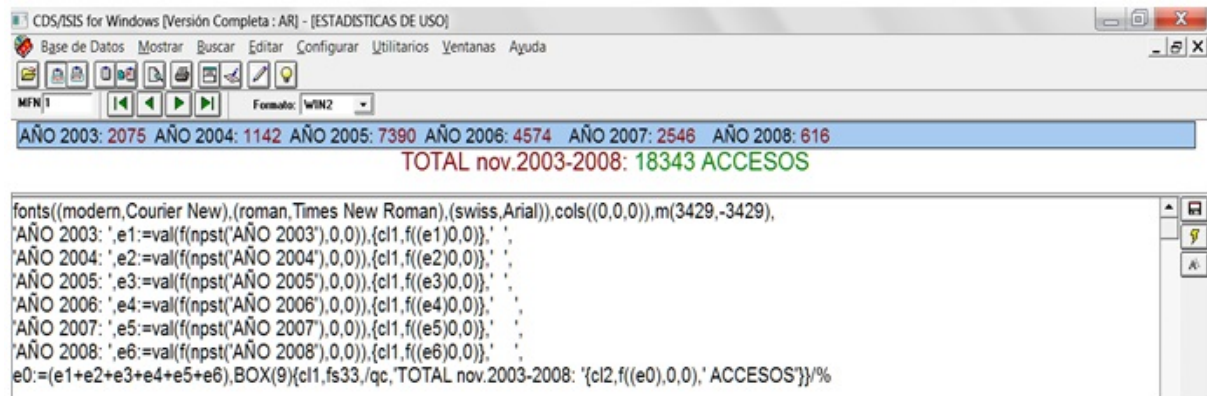 CDS/ISIS for Windows [Versión Completa : AR] - [ESTADISTICAS DE USO]
Base de Datos Mostrar Buscar Editar Configurar Utilitarios Ventanas Ayuda
MFN 1 Formato: WIN2
AÑO 2003: 2075 AÑO 2004: 1142 AÑO 2005: 7390 AÑO 2006: 4574 AÑO 2007: 2546 AÑO 2008: 616
TOTAL nov.2003-2008: 18343 ACCESOS
fonts((modern,Courier New),(roman,Times New Roman),(swiss,Arial)),cols((0,0,0)),m(3429,-3429),
'AÑO 2003: ',e1:=val(f(npst('AÑO 2003'),0,0)),{cl1,f((e1)0,0)},'  ',
'AÑO 2004: ',e2:=val(f(npst('AÑO 2004'),0,0)),{cl1,f((e2)0,0)},'  ',
'AÑO 2005: ',e3:=val(f(npst('AÑO 2005'),0,0)),{cl1,f((e3)0,0)},'  ',
'AÑO 2006: ',e4:=val(f(npst('AÑO 2006'),0,0)),{cl1,f((e4)0,0)},'    ',
'AÑO 2007: ',e5:=val(f(npst('AÑO 2007'),0,0)),{cl1,f((e5)0,0)},'    ',
'AÑO 2008: ',e6:=val(f(npst('AÑO 2008'),0,0)),{cl1,f((e6)0,0)},'    ',
e0:=(e1+e2+e3+e4+e5+e6),BOX(9){cl1,fs33,/qc,'TOTAL nov.2003-2008: '{cl2,f((e0),0,0),' ACCESOS'}}/%